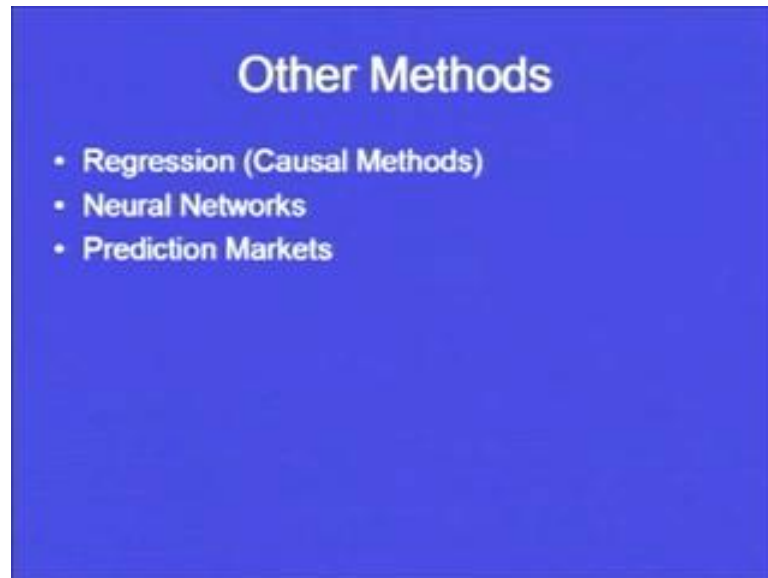 Other Methods
• Regression (Causal Methods)
• Neural Networks
• Prediction Markets